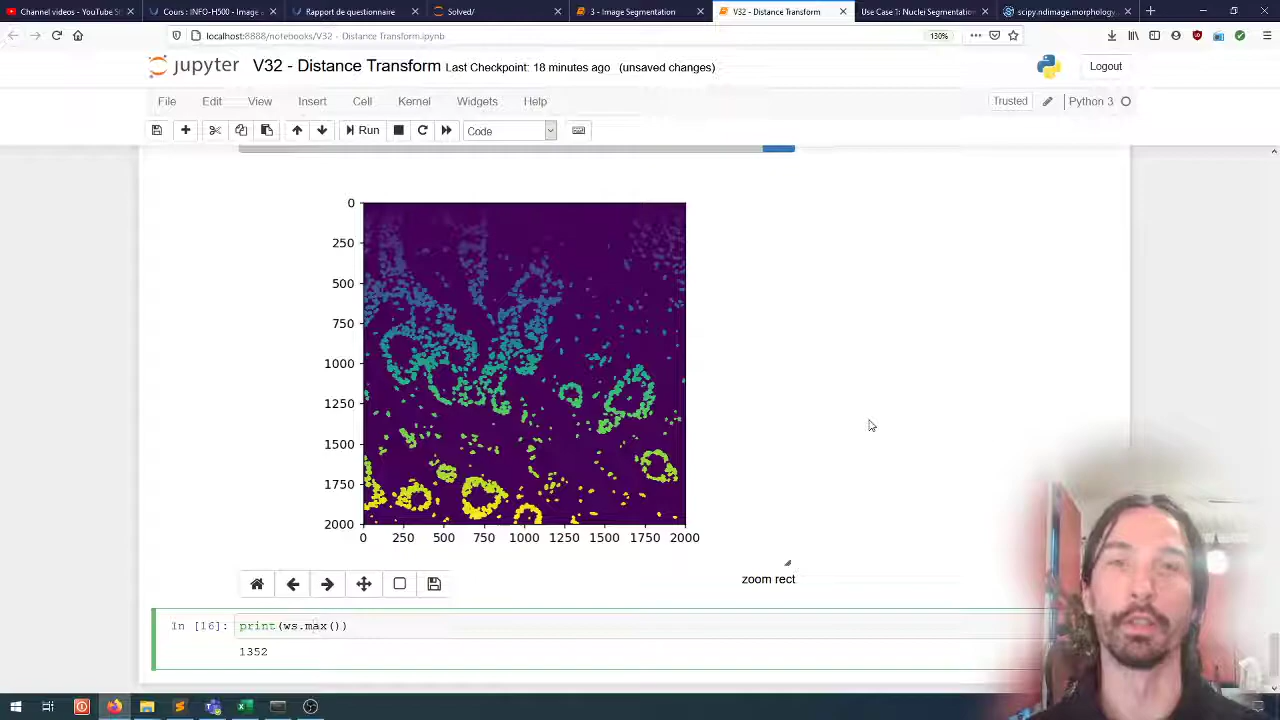 Channel videos - YouTube St
Cours : INFO-H500 - Image a
Rapport de questionnaire
Solved/
3 - Image Segmentation
V32 - Distance Transform
Use Case 1: Nuclei Segmentation
scipy.ndimage.morphology.
localhost:8888/notebooks/V32 - Distance Transform.ipynb
130%
jupyter V32 - Distance Transform Last Checkpoint: 18 minutes ago (unsaved changes)
Logout
File Edit View Insert Cell Kernel Widgets Help
Trusted
Python 3
Run
Code
0
250
500
750
1000
1250
1500
1750
2000
0 250 500 750 1000 1250 1500 1750 2000
zoom rect
In [16]: print(ws.max())
1352